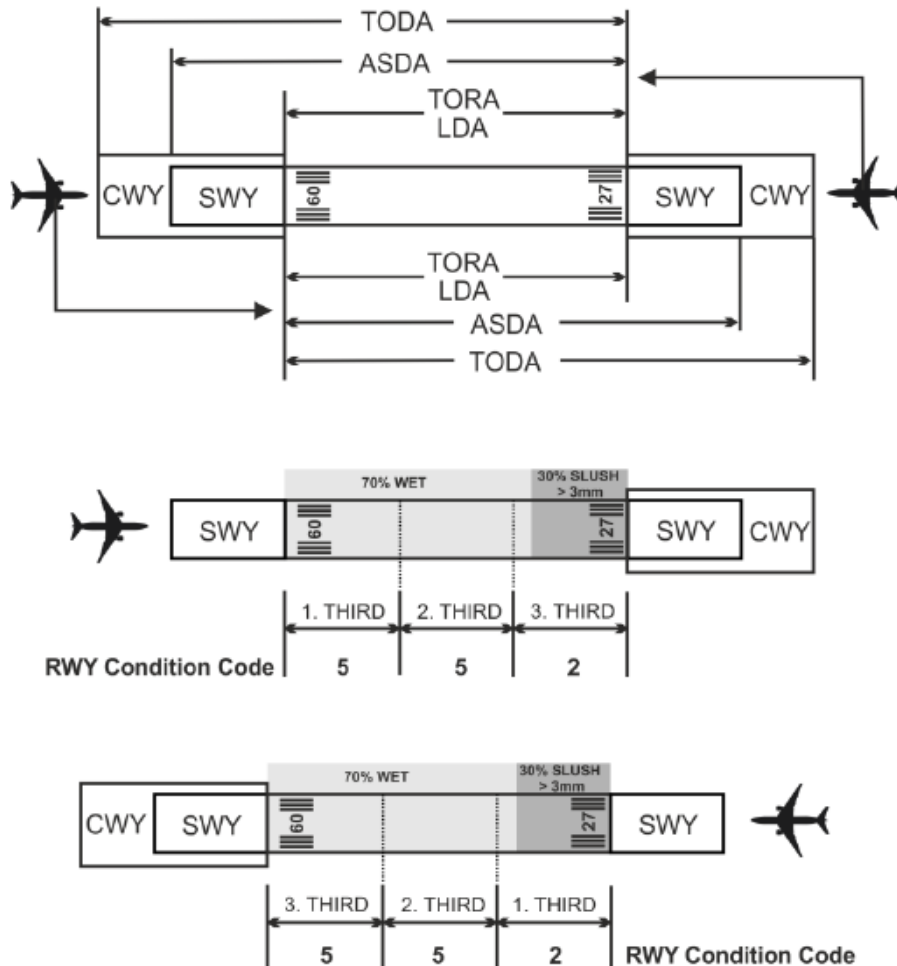 TODA
ASDA
TORA
LDA
CWY SWY 09 27 SWY CWY
TORA
LDA
ASDA
TODA
70% WET 30% SLUSH
> 3mm
SWY 09 27 SWY CWY
1. THIRD 2. THIRD 3. THIRD
RWY Condition Code 5 5 2
70% WET 30% SLUSH
> 3mm
CWY SWY 09 27 SWY
3. THIRD 2. THIRD 1. THIRD
5 5 2 RWY Condition Code